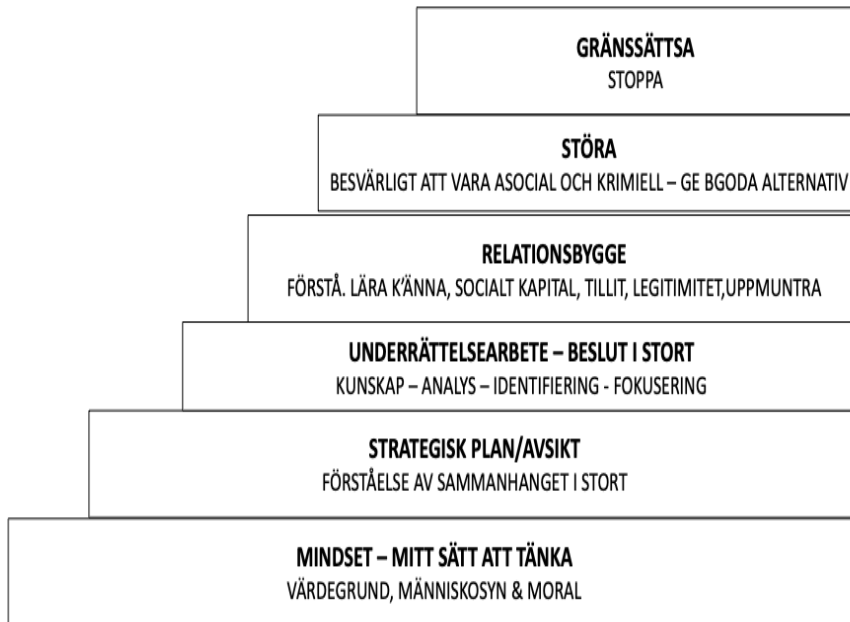 GRÄNSSÄTTSA
STOPPA
STÖRA
BESVÄRLIGT ATT VARA ASOCIAL OCH KRIMIELL – GE BGODA ALTERNATIV
RELATIONSBYGGE
FÖRSTÅ. LÄRA K’ÄNNA, SOCIALT KAPITAL, TILLIT, LEGITIMITET,UPPMUNTRA
UNDERRÄTTELSEARBETE – BESLUT I STORT
KUNSKAP – ANALYS – IDENTIFIERING - FOKUSERING
STRATEGISK PLAN/AVSIKT
FÖRSTÅELSE AV SAMMANHANGET I STORT
MINDSET – MITT SÄTT ATT TÄNKA
VÄRDEGRUND, MÄNNISKOSYN & MORAL